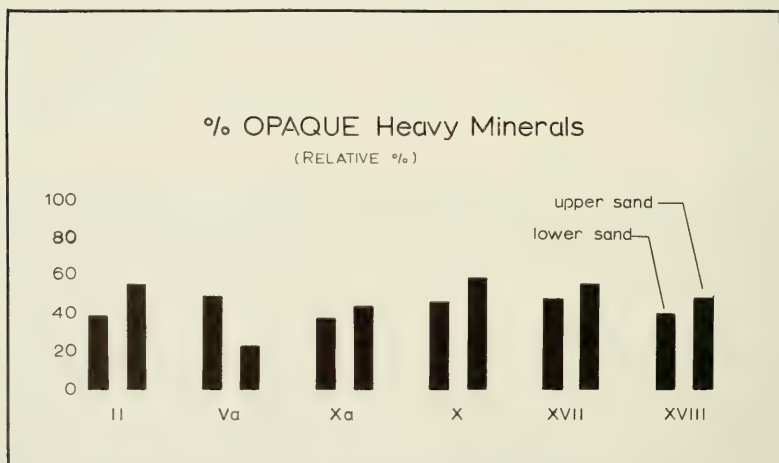 % OPAQUE Heavy Minerals
(RELATIVE %)
100
80
60
40
20
0
upper sand
lower sand
II
Va
Xa
X
XVII
XVIII